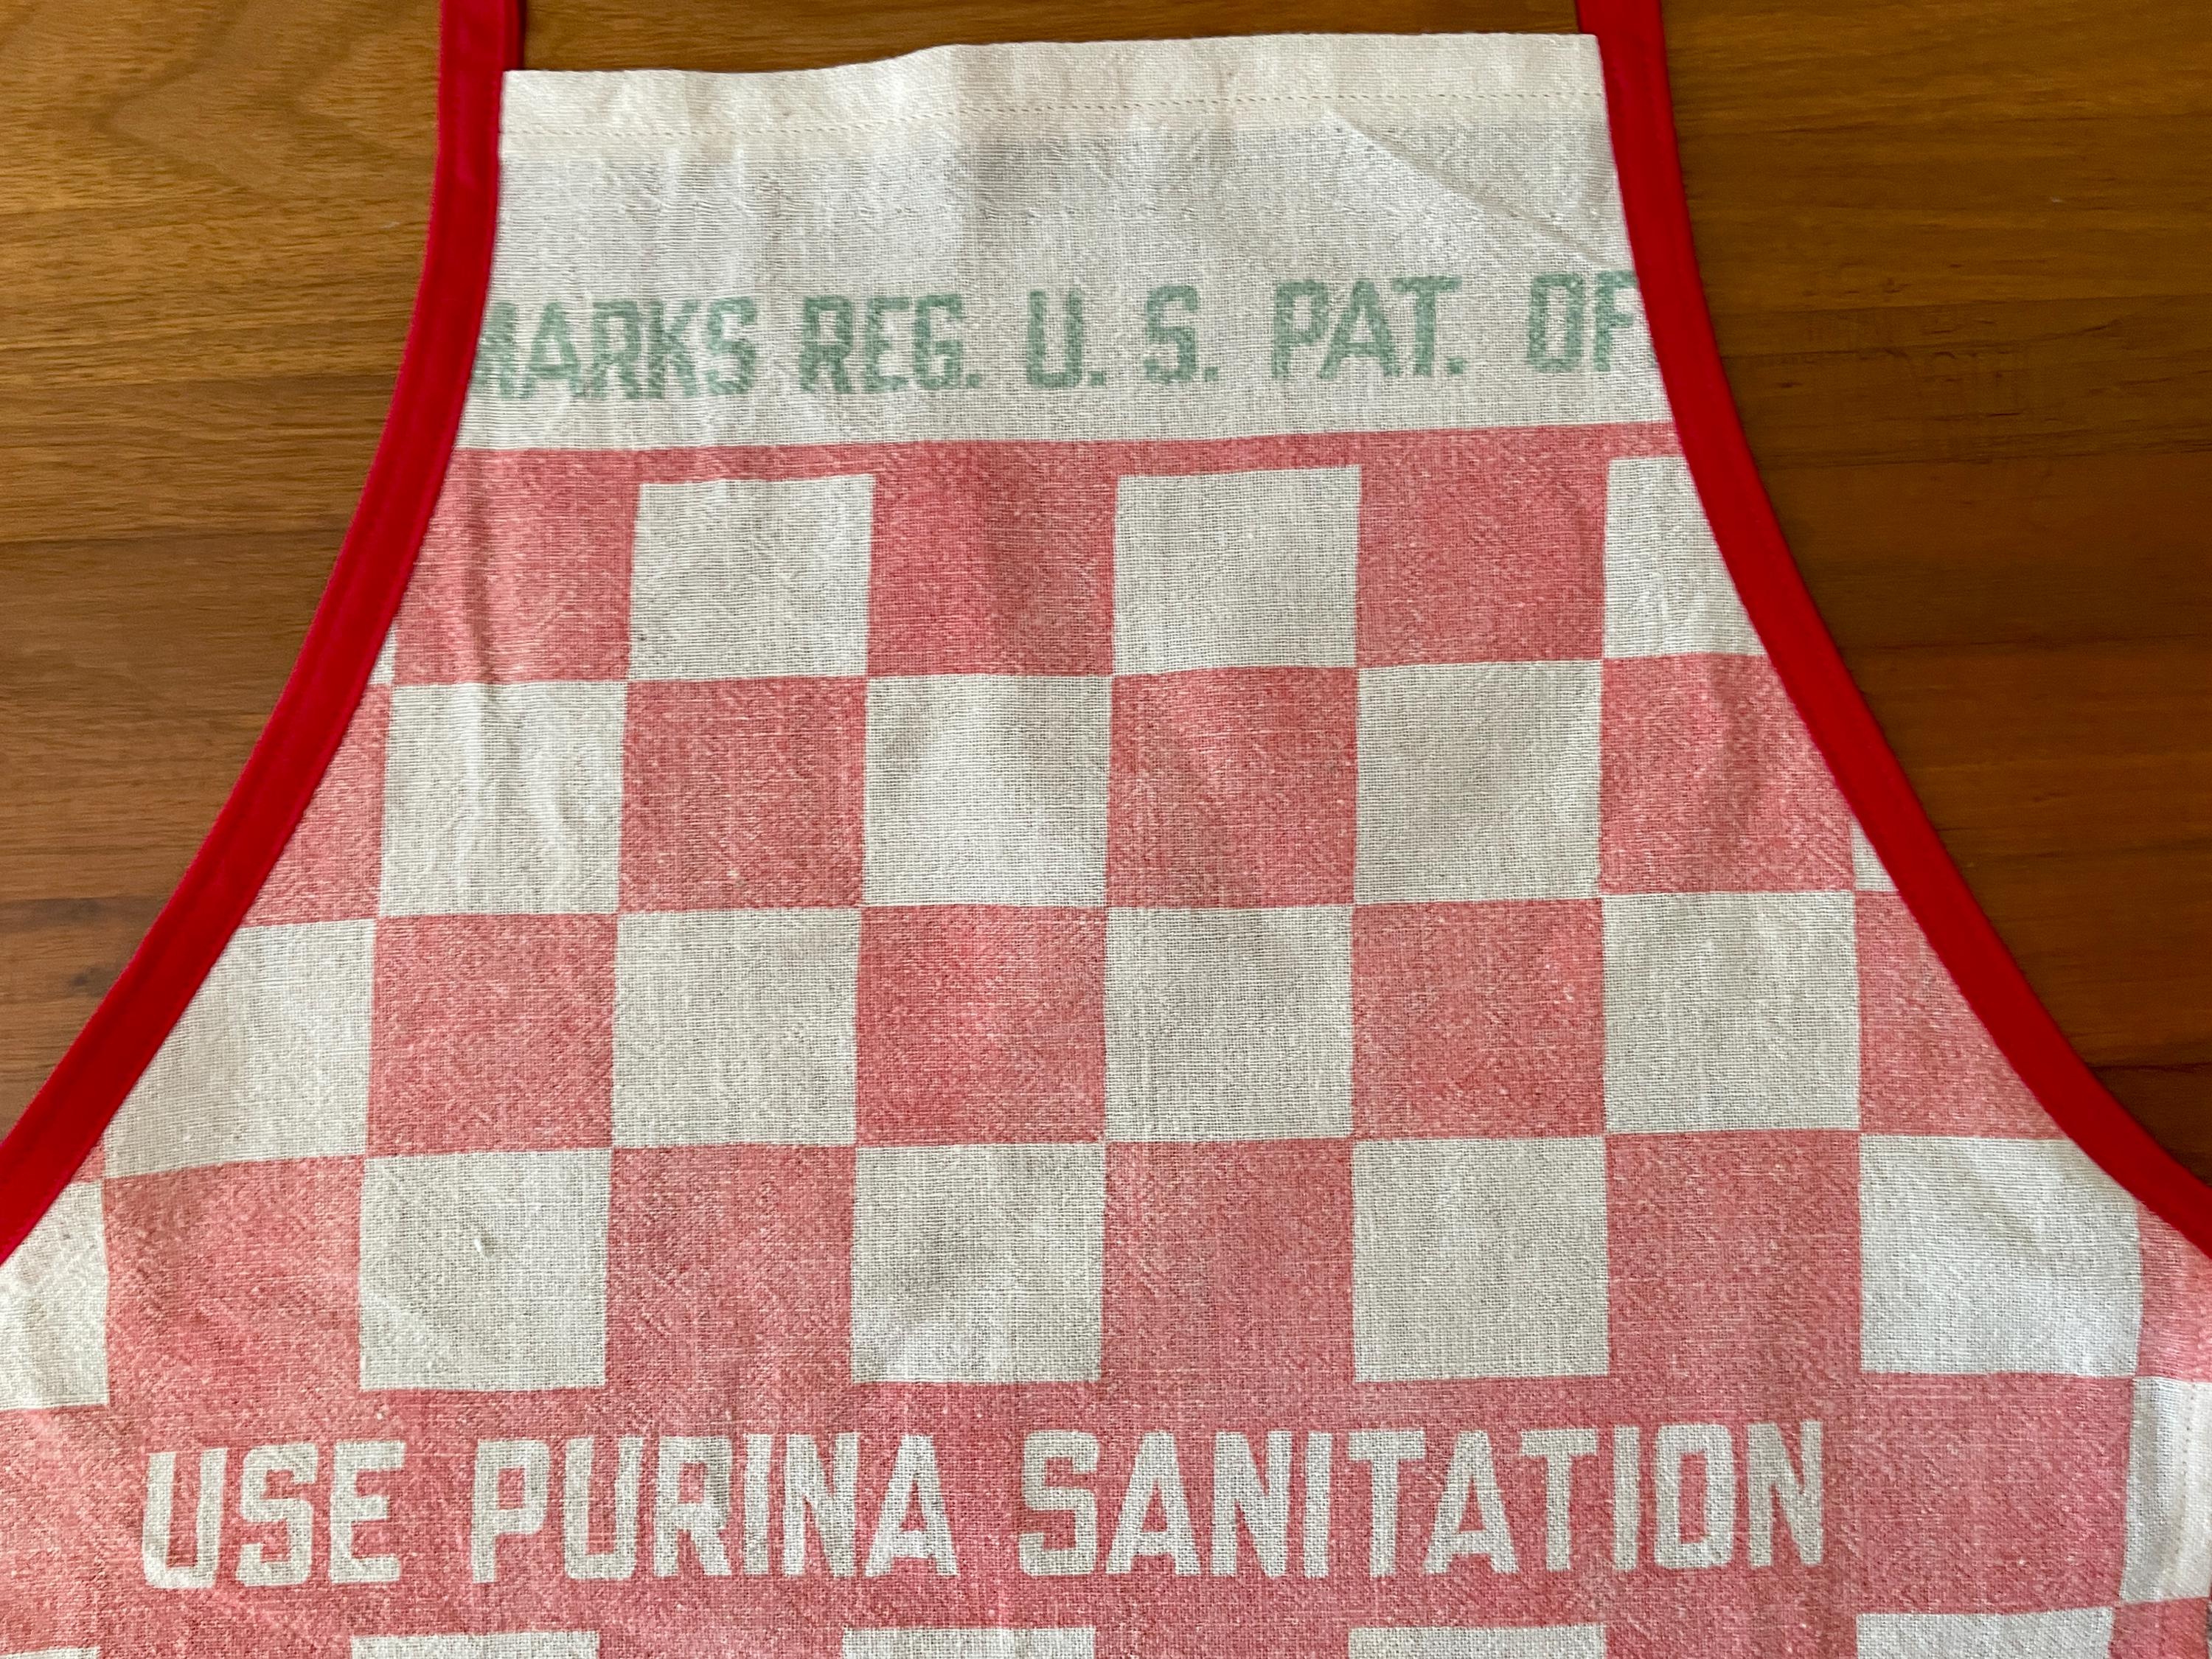 MARKS REG. U. S. PAT. OF
USE PURINA SANITATION